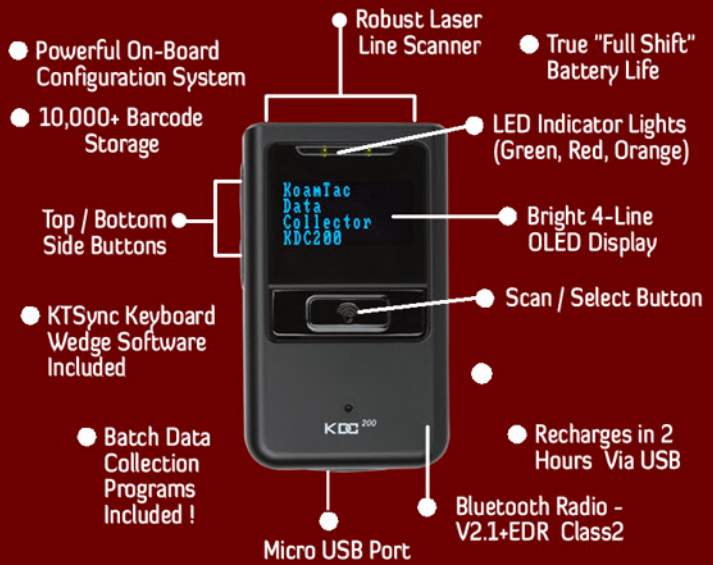 Robust Laser
Line Scanner
Powerful On-Board
Configuration System
True "Full Shift"
Battery Life
10,000+ Barcode
Storage
LED Indicator Lights
(Green, Red, Orange)
KoamTac
Data
Collector
KDC200
Top / Bottom
Side Buttons
Bright 4-Line
OLED Display
Scan / Select Button
KTSync Keyboard
Wedge Software
Included
KDC 200
Batch Data
Collection
Programs
Included !
Recharges in 2
Hours Via USB
Bluetooth Radio -
V2.1+EDR Class2
Micro USB Port